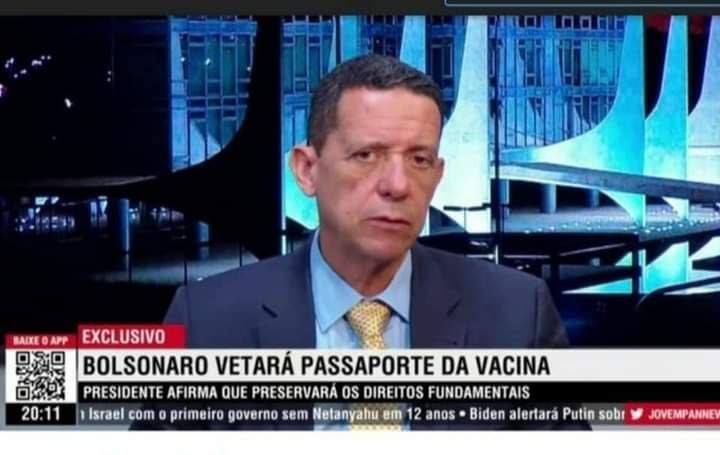 EXCLUSIVO
BAIXE O APP
BOLSONARO VETARÁ PASSAPORTE DA VACINA
PRESIDENTE AFIRMA QUE PRESERVARÁ OS DIREITOS FUNDAMENTAIS
20:11
Israel com o primeiro governo sem Netanyahu em 12 anos • Biden alertará Putin sobr
JOVEMPANNEW